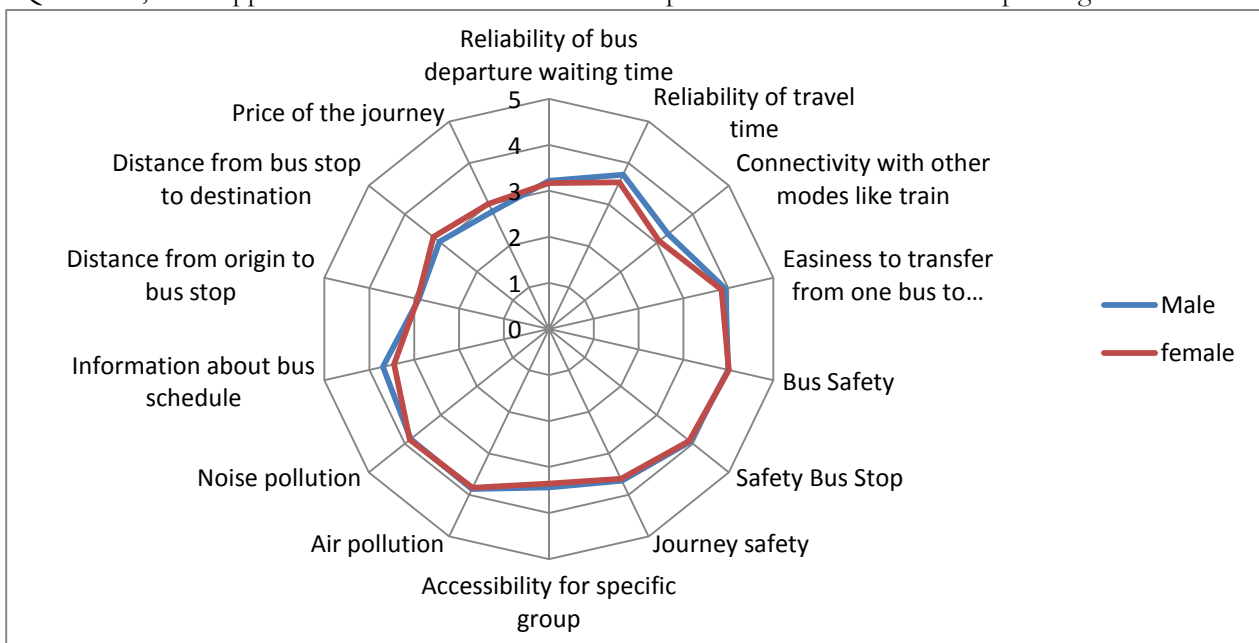 Reliability of bus
departure waiting time
Reliability of travel
time
Price of the journey
Connectivity with other
modes like train
Distance from bus stop
to destination
Easiness to transfer
from one bus to…
Distance from origin to
bus stop
Bus Safety
Information about bus
schedule
Safety Bus Stop
Noise pollution
Journey safety
Air pollution
Accessibility for specific
group
5
4
3
2
1
0
Male
female